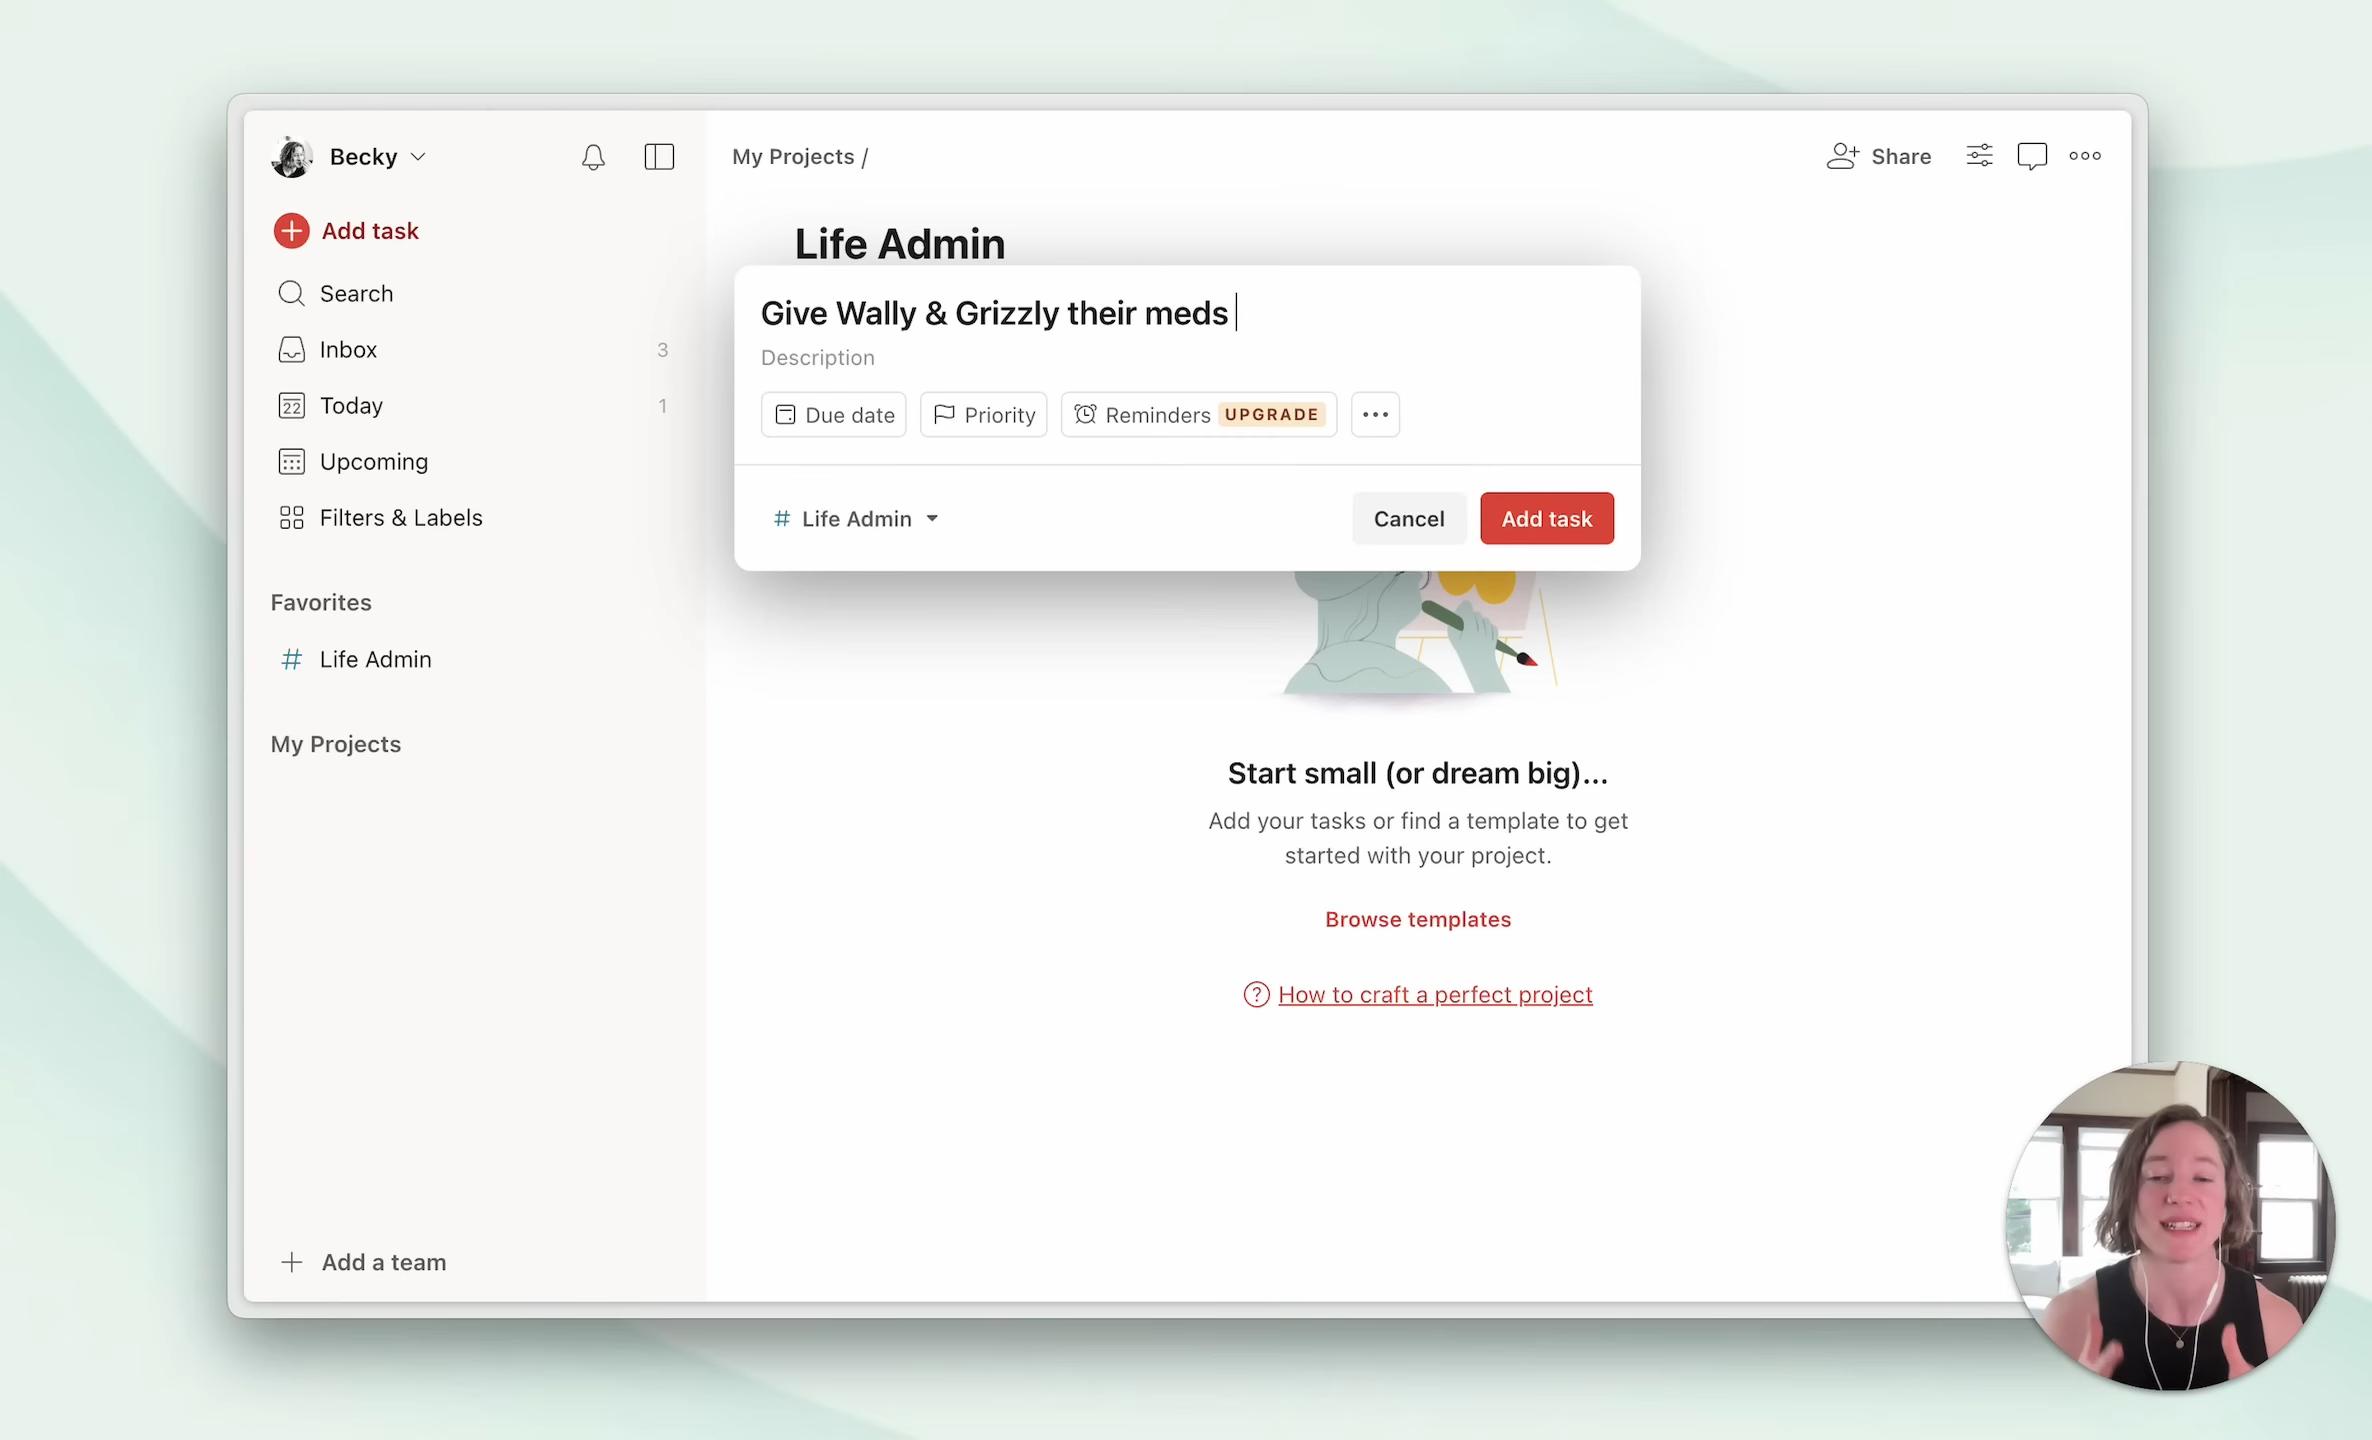 Becky
Add task
Search
Inbox 3
22 Today 1
Upcoming
Filters & Labels
Favorites
# Life Admin
My Projects
Add a team
My Projects /
Share
Life Admin
Give Wally & Grizzly their meds
Description
Due date
Priority
Reminders UPGRADE
# Life Admin
Cancel
Add task
Start small (or dream big)...
Add your tasks or find a template to get
started with your project.
Browse templates
? How to craft a perfect project